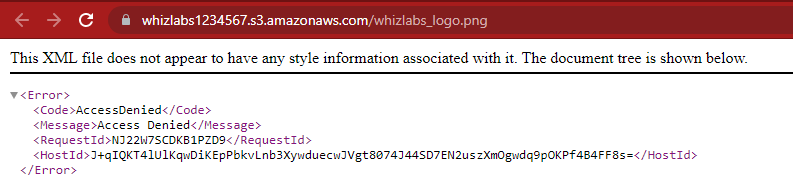 whizlabs1234567.s3.amazonaws.com/whizlabs_logo.png
This XML file does not appear to have any style information associated with it. The document tree is shown below.
▼<Error>
<Code>AccessDenied</Code>
<Message>Access Denied</Message>
<RequestId>NJ22W7SCDKB1PZD9</RequestId>
<HostId>J+qIQKT4lUlKqwDiKEpPbkvLnb3XywduecwJVgt8074J44SD7EN2uszXmOgwdq9pOKPf4B4FF8s=</HostId>
</Error>